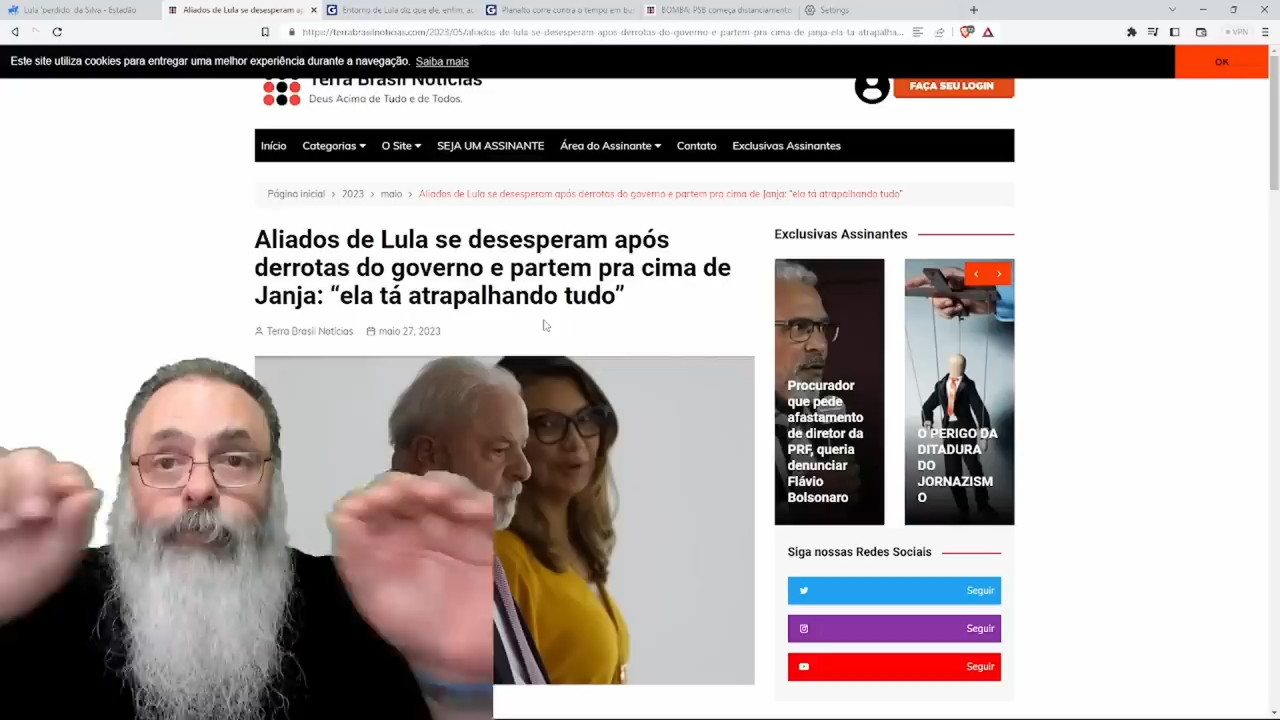 Lula 'perdido' da Silva - Estadão
Aliados de Lula se desesperam ap
Entorno de Lula diz que ele, enfim, ac
Planalto corre contra o tempo em bu
BOMBA: PSB começa distanciamento
Settings
https://terrabrasilnoticias.com/2023/05/aliados-de-lula-se-desesperam-apos-derrotas-do-governo-e-partem-pra-cima-de-janja-ela-ta-atrapalha...
VPN
Este site utiliza cookies para entregar uma melhor experiência durante a navegação. Saiba mais
OK
Terra Brasil Notícias
Deus Acima de Tudo e de Todos.
FAÇA SEU LOGIN
Início Categorias O Site SEJA UM ASSINANTE Área do Assinante Contato Exclusivas Assinantes
Página inicial > 2023 > maio > Aliados de Lula se desesperam após derrotas do governo e partem pra cima de Janja: “ela tá atrapalhando tudo”
Aliados de Lula se desesperam após
derrotas do governo e partem pra cima de
Janja: “ela tá atrapalhando tudo”
Terra Brasil Notícias maio 27, 2023
Exclusivas Assinantes
Procurador
que pede
afastamento
de diretor da
PRF, queria
denunciar
Flávio
Bolsonaro
O PERIGO DA
DITADURA
DO
JORNAZISM
O
Siga nossas Redes Sociais
Seguir
Seguir
Seguir